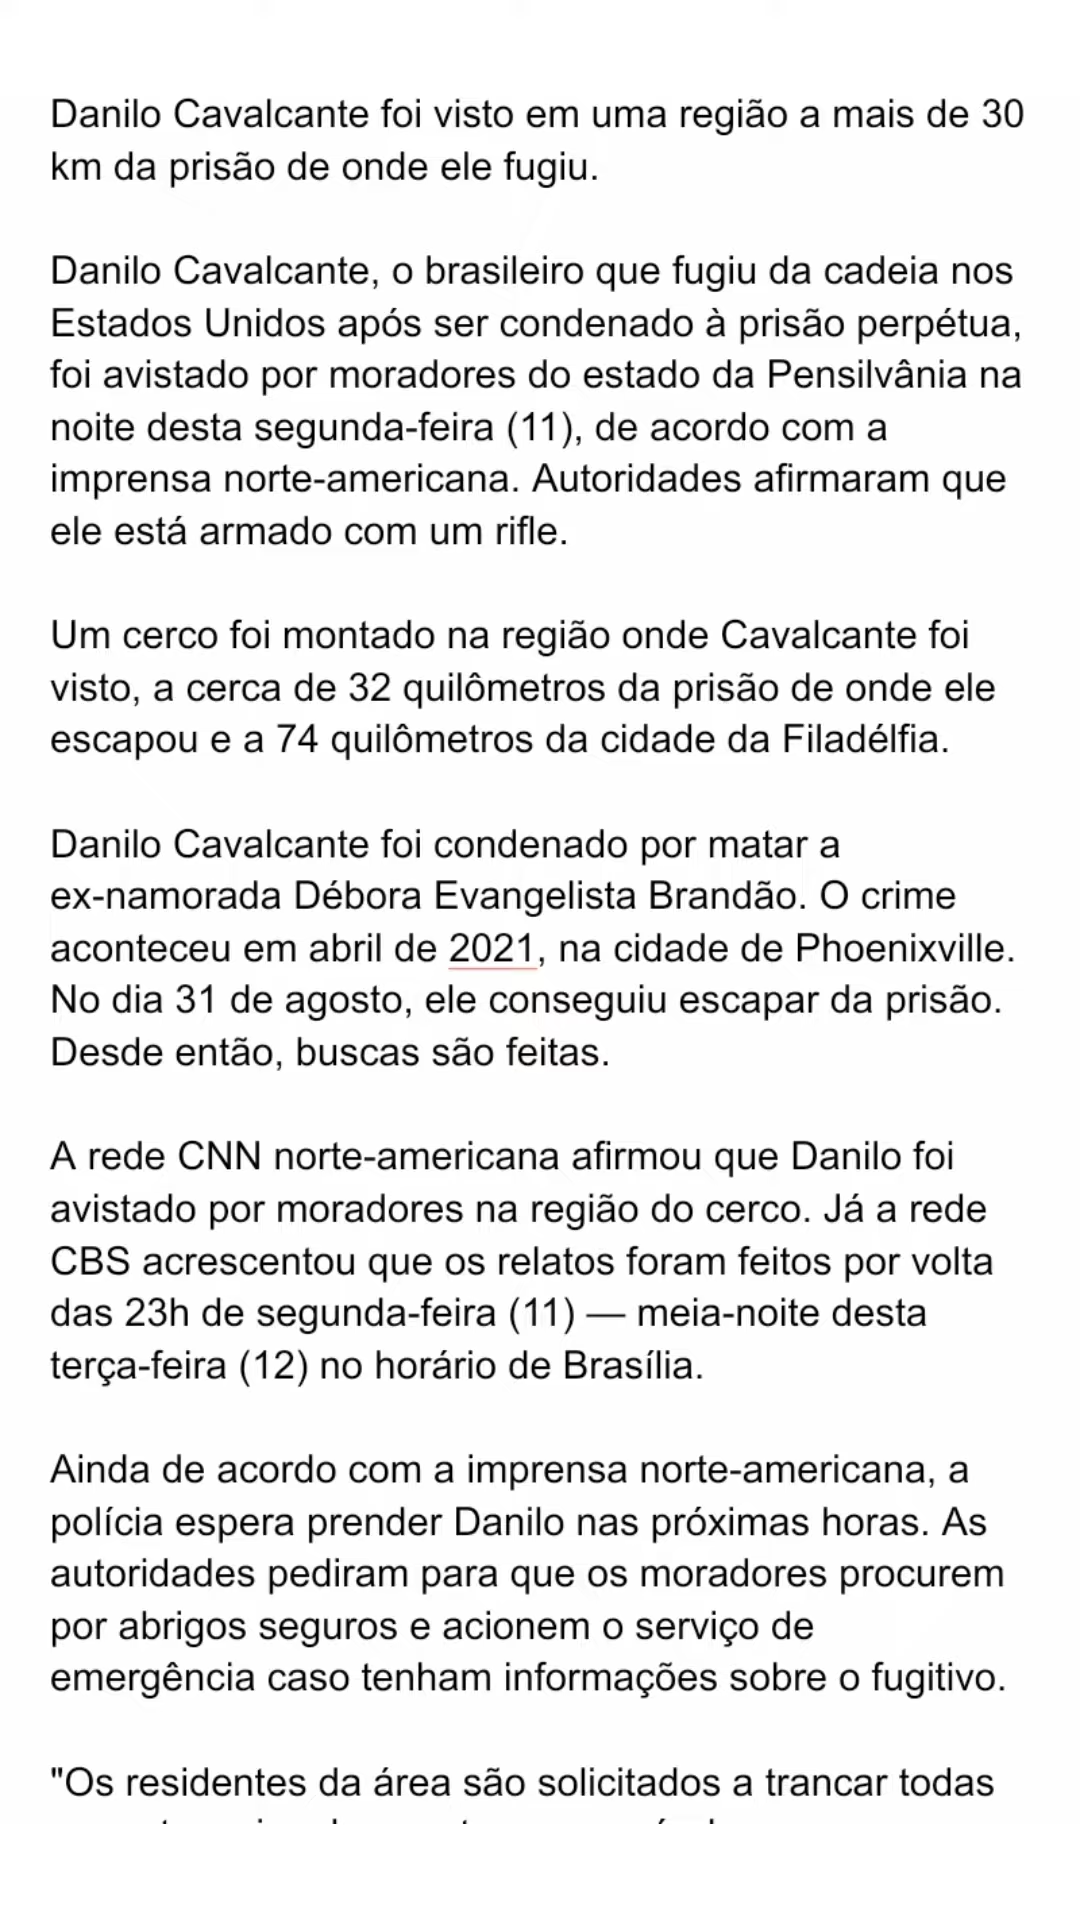 Danilo Cavalcante foi visto em uma região a mais de 30
km da prisão de onde ele fugiu.
Danilo Cavalcante, o brasileiro que fugiu da cadeia nos
Estados Unidos após ser condenado à prisão perpétua,
foi avistado por moradores do estado da Pensilvânia na
noite desta segunda-feira (11), de acordo com a
imprensa norte-americana. Autoridades afirmaram que
ele está armado com um rifle.
Um cerco foi montado na região onde Cavalcante foi
visto, a cerca de 32 quilômetros da prisão de onde ele
escapou e a 74 quilômetros da cidade da Filadélfia.
Danilo Cavalcante foi condenado por matar a
ex-namorada Débora Evangelista Brandão. O crime
aconteceu em abril de 2021, na cidade de Phoenixville.
No dia 31 de agosto, ele conseguiu escapar da prisão.
Desde então, buscas são feitas.
A rede CNN norte-americana afirmou que Danilo foi
avistado por moradores na região do cerco. Já a rede
CBS acrescentou que os relatos foram feitos por volta
das 23h de segunda-feira (11) — meia-noite desta
terça-feira (12) no horário de Brasília.
Ainda de acordo com a imprensa norte-americana, a
polícia espera prender Danilo nas próximas horas. As
autoridades pediram para que os moradores procurem
por abrigos seguros e acionem o serviço de
emergência caso tenham informações sobre o fugitivo.
"Os residentes da área são solicitados a trancar todas